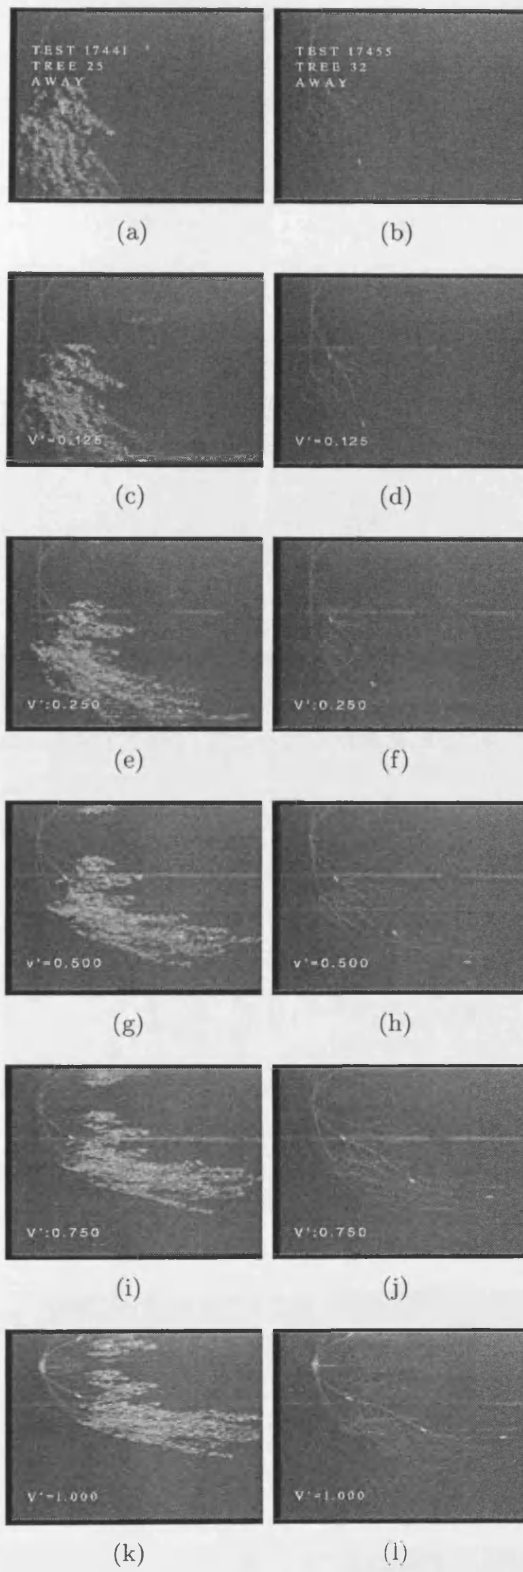 TEST 17441
TREE 25
AWAY
TEST 17455
TREE 32
AWAY
(a)
(b)
V'=0.125
V'=0.125
(c)
(d)
V':0.250
V':0.250
(e)
(f)
v'=0.500
v'=0.500
(g)
(h)
V':0.750
V':0.750
(i)
(j)
V'=1.000
V'=1.000
(k)
(l)